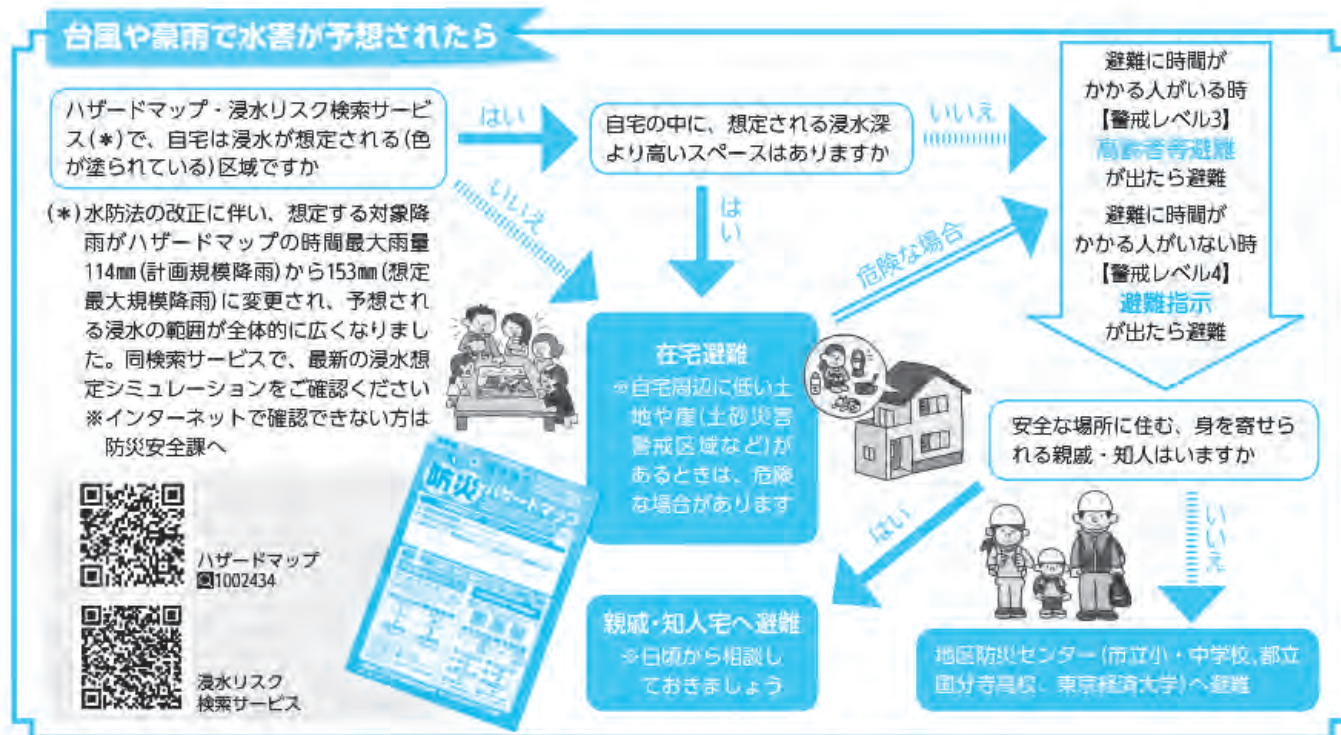 台風や豪雨で水害が予想されたら
ハザードマップ・浸水リスク検索サービ
ス(*)で、自宅は浸水が想定される(色
が塗られている)区域ですか
はい
いいえ
自宅の中に、想定される浸水深
より高いスペースはありますか
いいえ
はい
避難に時間が
かかる人がいる時
【警戒レベル3】
高齢者等避難
が出たら避難
避難に時間が
かかる人がいない時
【警戒レベル4】
避難指示
が出たら避難
(*)水防法の改正に伴い、想定する対象降
雨がハザードマップの時間最大雨量
114㎜(計画規模降雨)から153㎜(想定
最大規模降雨)に変更され、予想され
る浸水の範囲が全体的に広くなりまし
た。同検索サービスで、最新の浸水想
定シミュレーションをご確認ください
※インターネットで確認できない方は
防災安全課へ
在宅避難
※自宅周辺に低い土
地や崖(土砂災害
警戒区域など)が
あるときは、危険
な場合があります
危険な場合
安全な場所に住む、身を寄せら
れる親戚・知人はいますか
はい
いいえ
親戚・知人宅へ避難
※日頃から相談し
ておきましょう
地区防災センター(市立小・中学校、都立
国分寺高校、東京経済大学)へ避難
防災ハザードマップ
ハザードマップ
1002434
浸水リスク
検索サービス